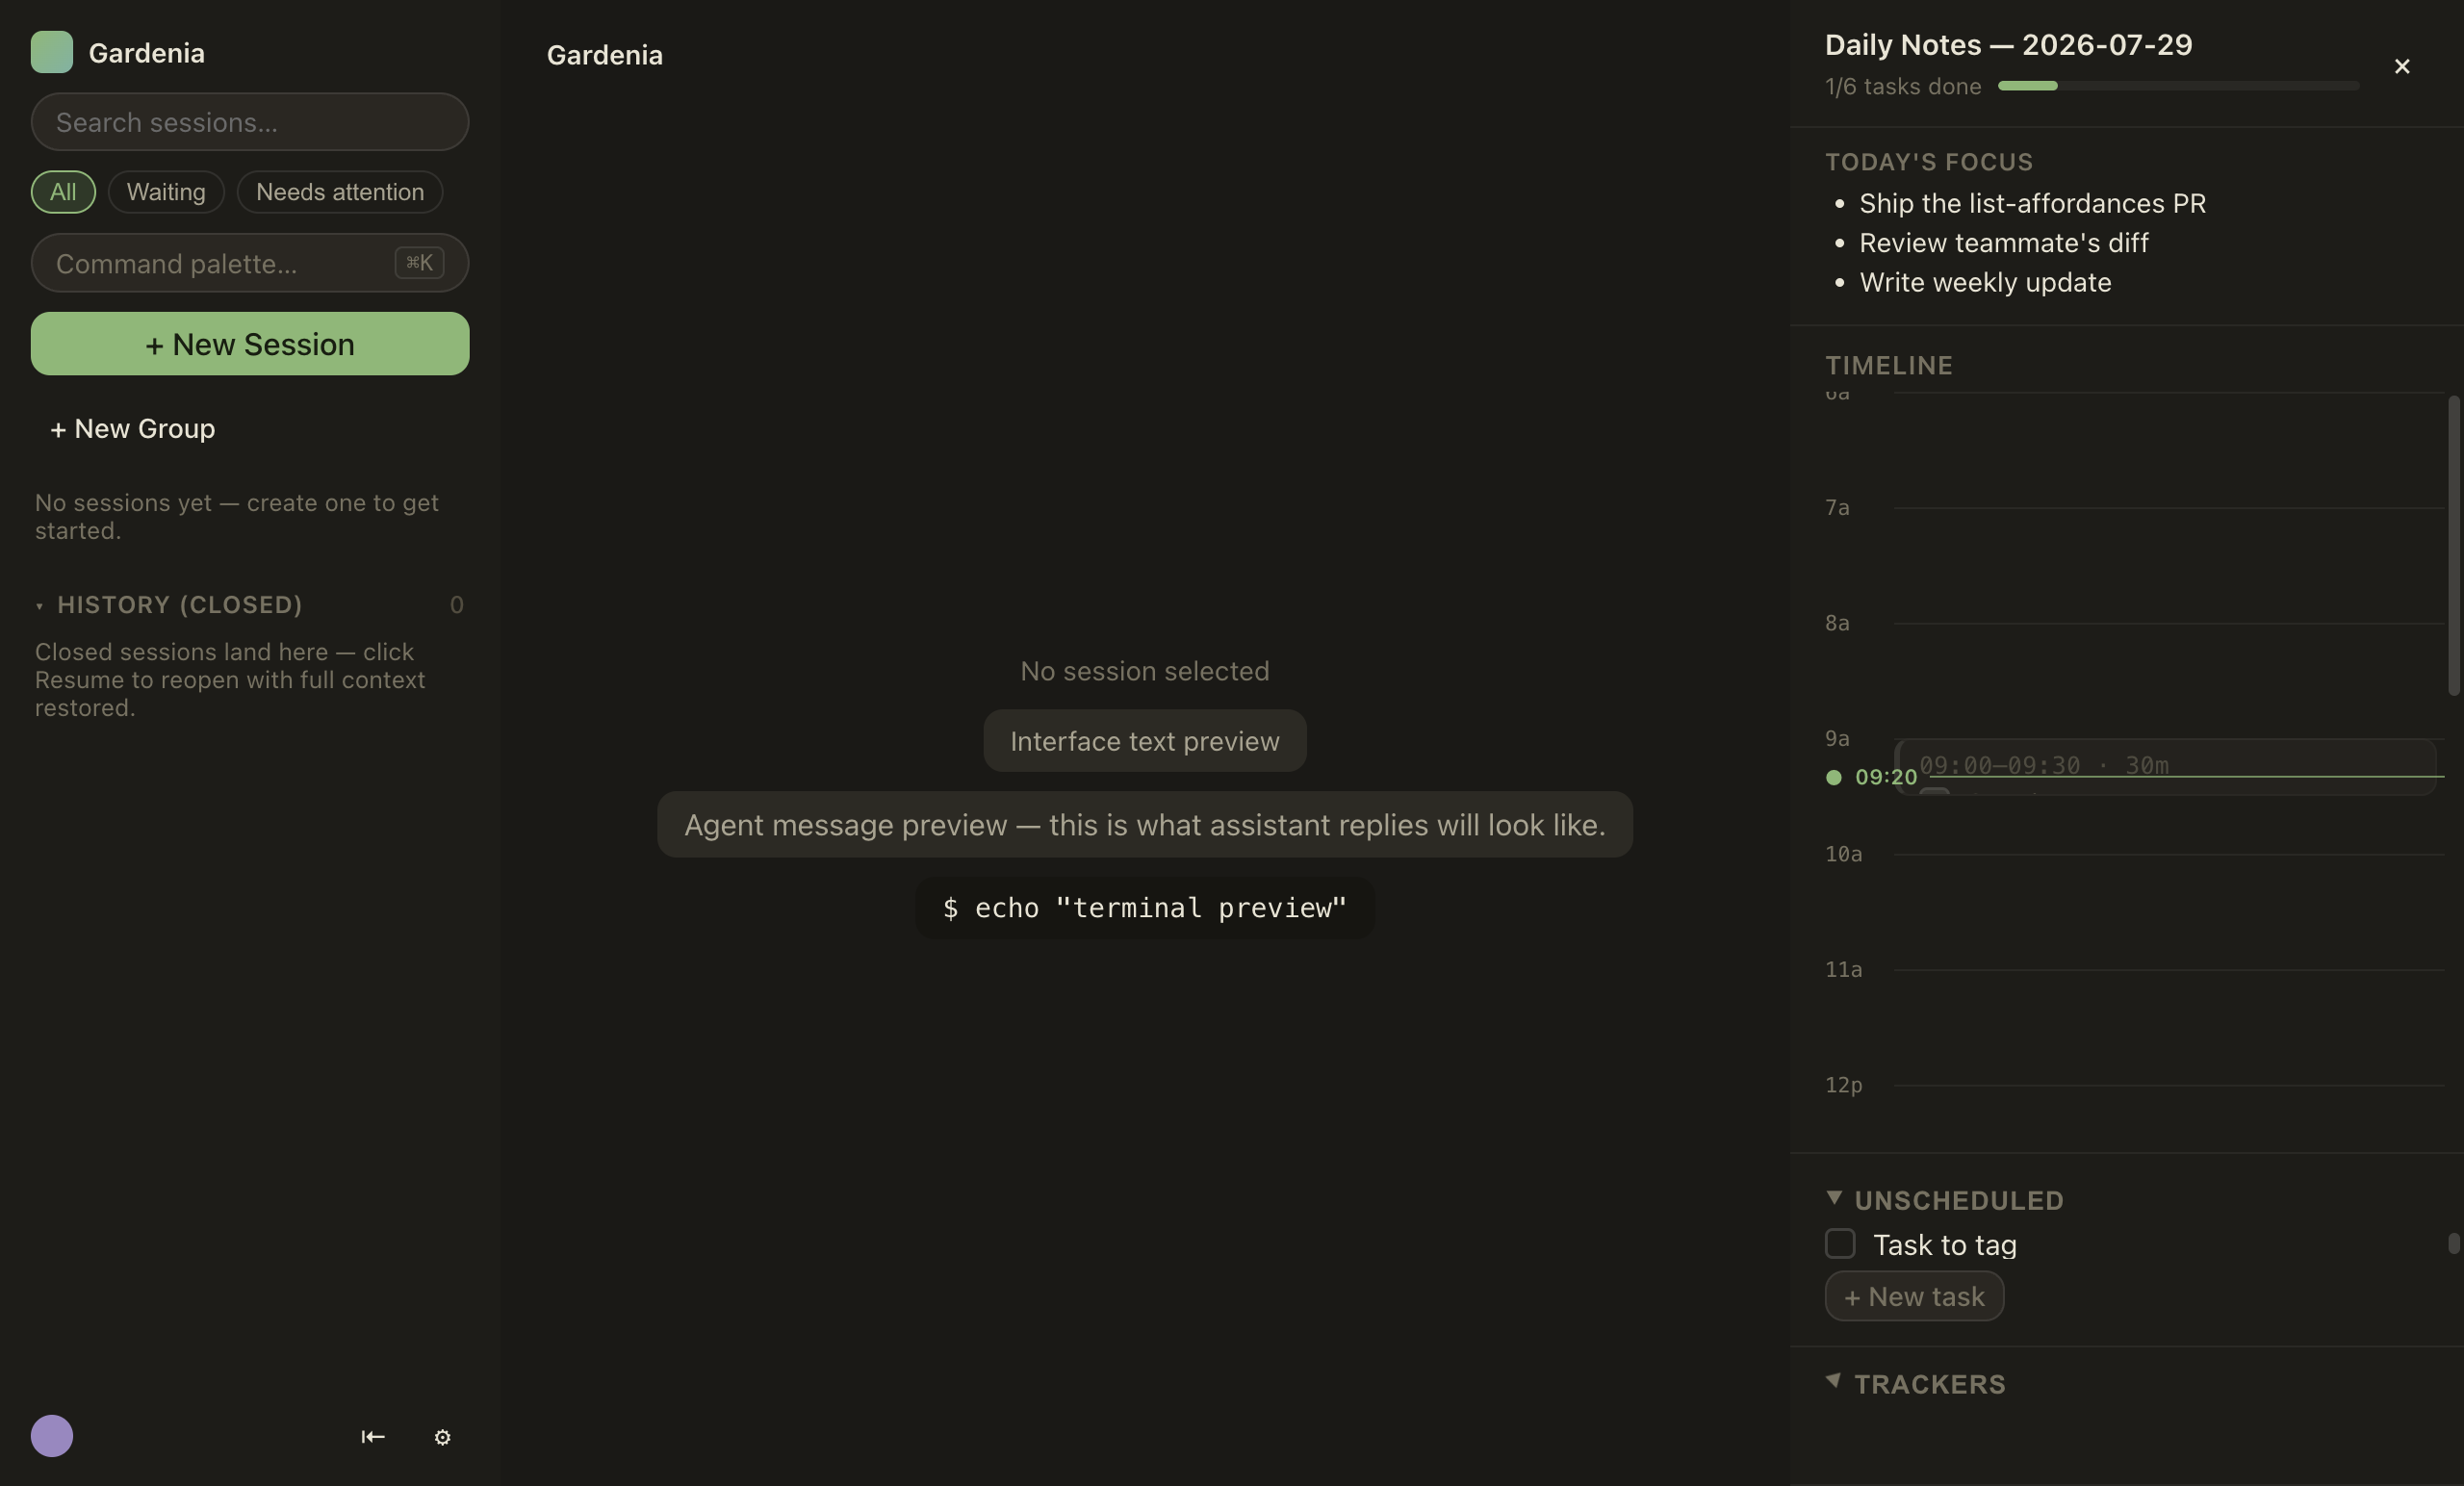 Gardenia
Search sessions...
All
Waiting
Needs attention
Command palette...
⌘K
+ New Session
+ New Group
No sessions yet — create one to get
started.
HISTORY (CLOSED)
0
Closed sessions land here — click
Resume to reopen with full context
restored.
Gardenia
No session selected
Interface text preview
Agent message preview — this is what assistant replies will look like.
$ echo "terminal preview"
Daily Notes — 2026-07-29
1/6 tasks done
TODAY'S FOCUS
• Ship the list-affordances PR
• Review teammate's diff
• Write weekly update
TIMELINE
6a
7a
8a
9a
09:00–09:30 · 30m
09:20
10a
11a
12p
UNSCHEDULED
Task to tag
+ New task
TRACKERS